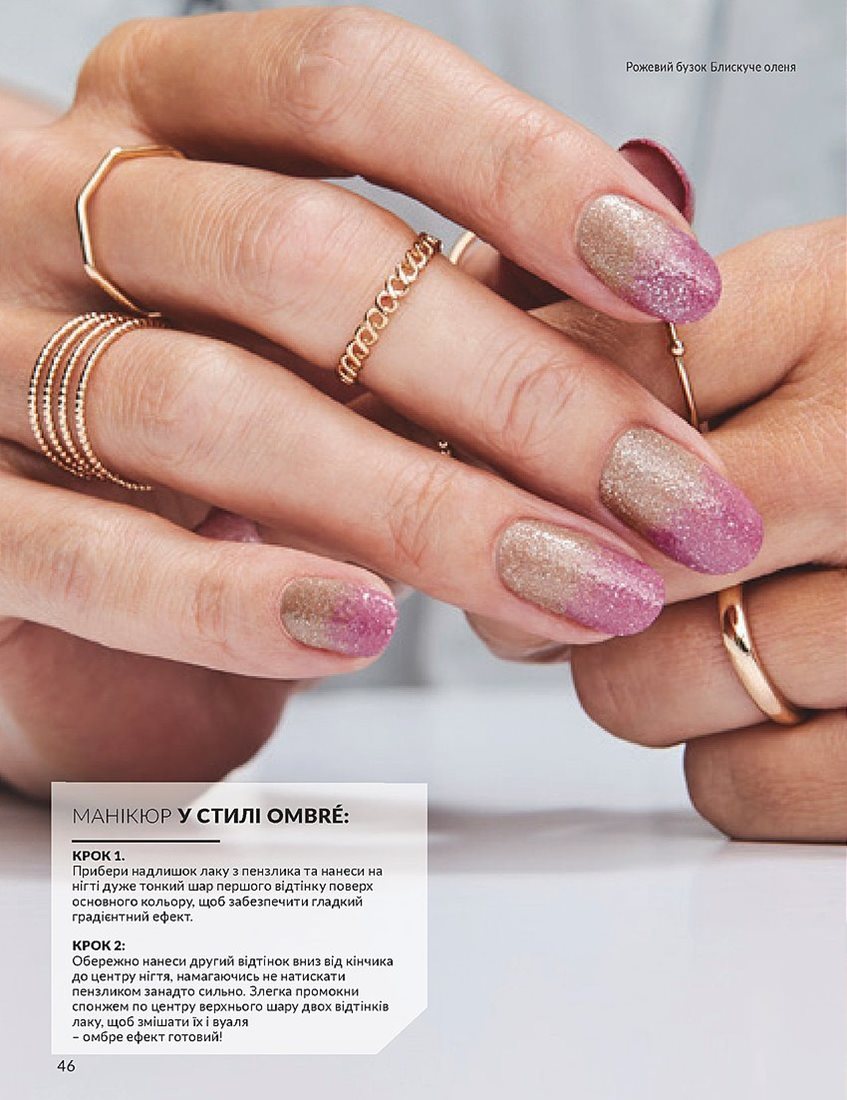 Рожевий бузок Блискуче оленя
МАНІКЮР У СТИЛІ OMBRÉ:
КРОК 1.
Прибери надлишок лаку з пензлика та нанеси на
нігті дуже тонкий шар першого відтінку поверх
основного кольору, щоб забезпечити гладкий
градієнтний ефект.
КРОК 2:
Обережно нанеси другий відтінок вниз від кінчика
до центру нігтя, намагаючись не натискати
пензликом занадто сильно. Злегка промокни
спонжем по центру верхнього шару двох відтінків
лаку, щоб змішати їх і вуаля
– омбре ефект готовий!
46